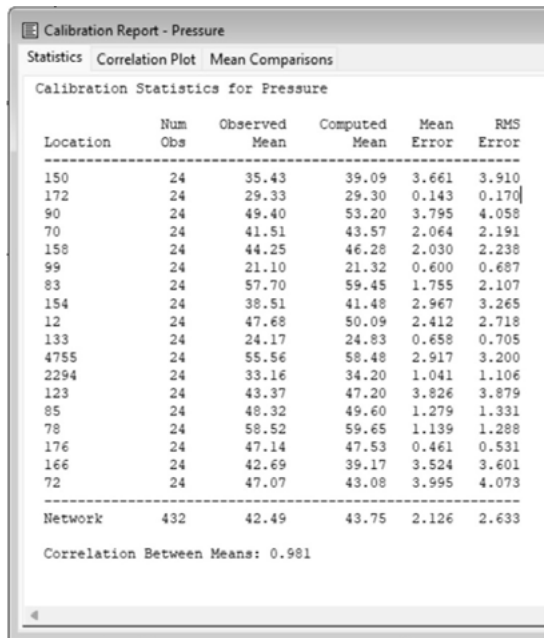 Calibration Report - Pressure
Statistics Correlation Plot Mean Comparisons
Calibration Statistics for Pressure
Num Observed Computed Mean RMS
Location Obs Mean Mean Error Error
----------------------------------------------------------------
150 24 35.43 39.09 3.661 3.910
172 24 29.33 29.30 0.143 0.170
90 24 49.40 53.20 3.795 4.058
70 24 41.51 43.57 2.064 2.191
158 24 44.25 46.28 2.030 2.238
99 24 21.10 21.32 0.600 0.687
83 24 57.70 59.45 1.755 2.107
154 24 38.51 41.48 2.967 3.265
12 24 47.68 50.09 2.412 2.718
133 24 24.17 24.83 0.658 0.705
4755 24 55.56 58.48 2.917 3.200
2294 24 33.16 34.20 1.041 1.106
123 24 43.37 47.20 3.826 3.879
85 24 48.32 49.60 1.279 1.331
78 24 58.52 59.65 1.139 1.288
176 24 47.14 47.53 0.461 0.531
166 24 42.69 39.17 3.524 3.601
72 24 47.07 43.08 3.995 4.073
----------------------------------------------------------------
Network 432 42.49 43.75 2.126 2.633
Correlation Between Means: 0.981